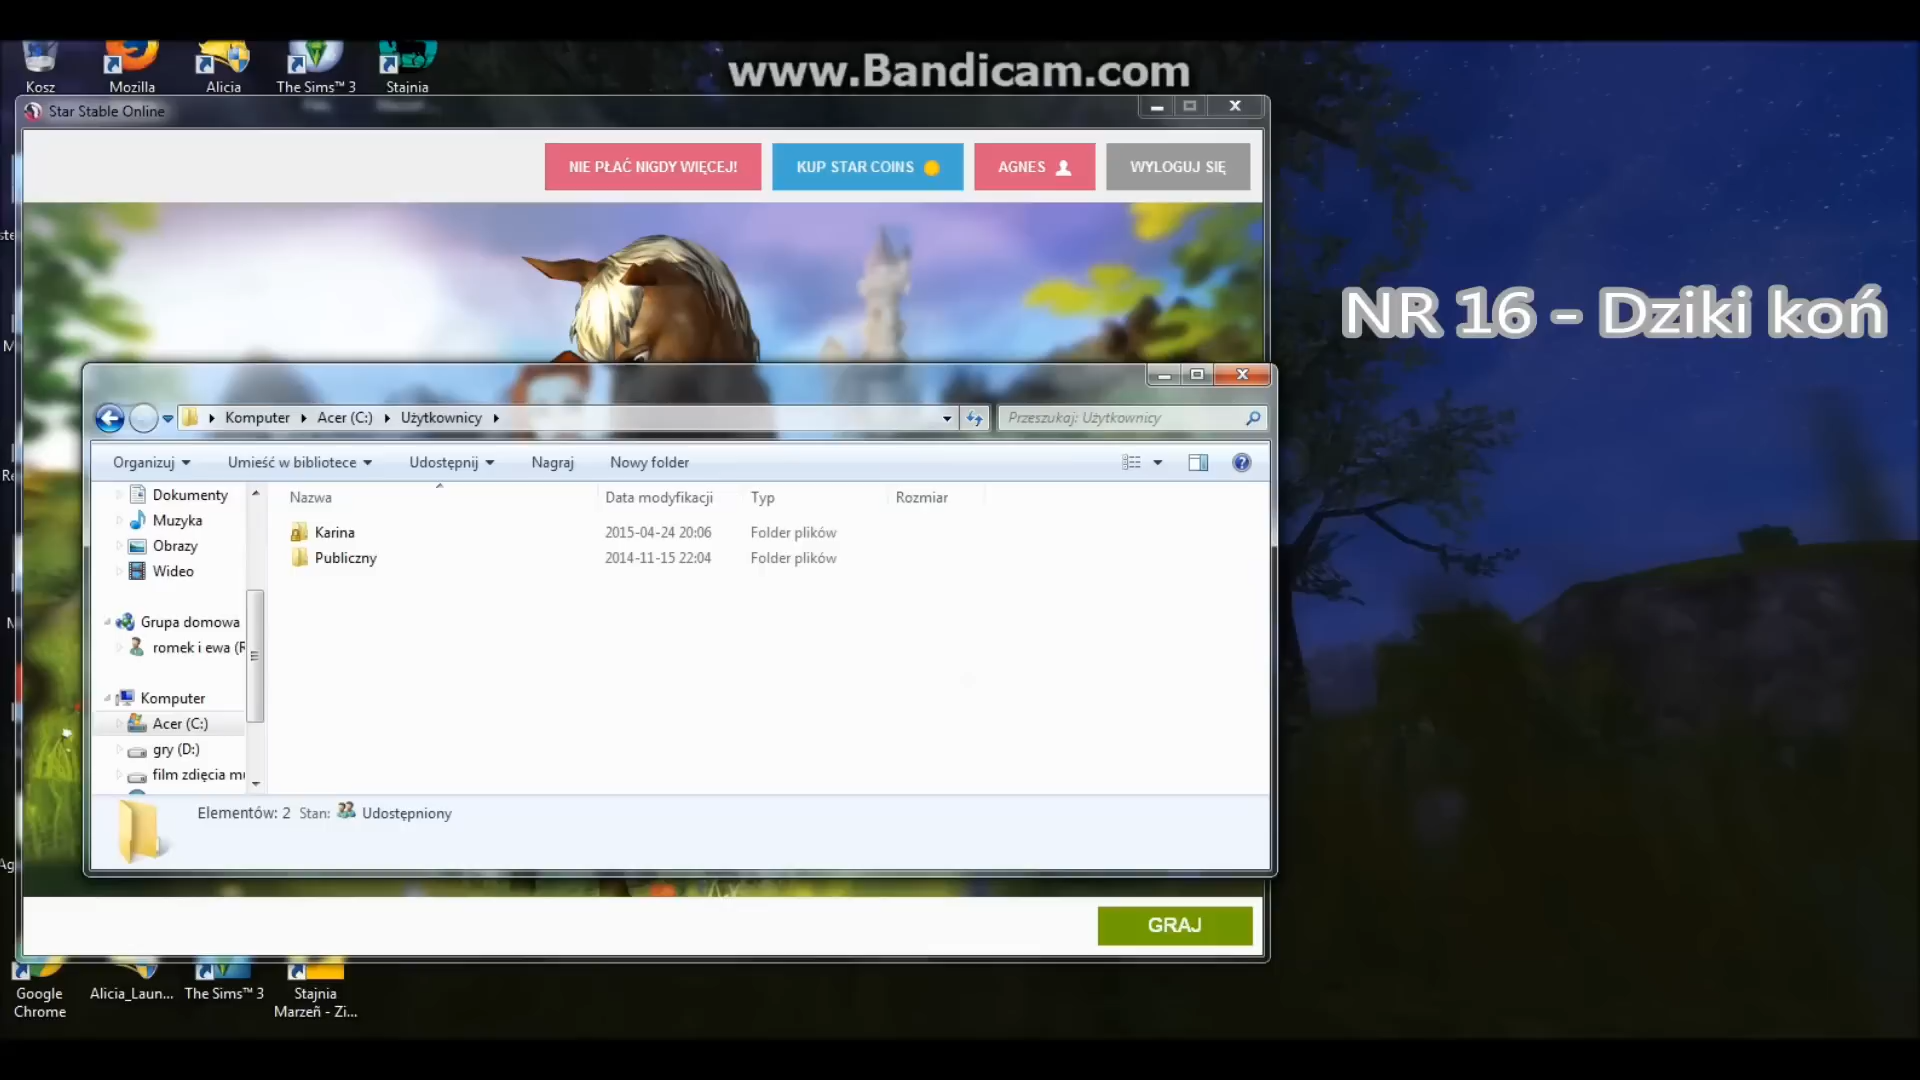 www.Bandicam.com
Kosz
Mozilla
Alicia
The Sims™ 3
Stajnia
Star Stable Online
NIE PŁAĆ NIGDY WIĘCEJ!
KUP STAR COINS
AGNES
WYLOGUJ SIĘ
NR 16 - Dziki koń
Komputer
Acer (C:)
Użytkownicy
Przeszukaj: Użytkownicy
Organizuj
Umieść w bibliotece
Udostępnij
Nagraj
Nowy folder
Dokumenty
Muzyka
Obrazy
Wideo
Grupa domowa
romek i ewa (R
Komputer
Acer (C:)
gry (D:)
film zdięcia mu
Nazwa
Data modyfikacji
Typ
Rozmiar
Karina
2015-04-24 20:06
Folder plików
Publiczny
2014-11-15 22:04
Folder plików
Elementów: 2
Stan:
Udostępniony
GRAJ
Google
Chrome
Alicia_Laun...
The Sims™ 3
Stajnia
Marzeń - Zi...